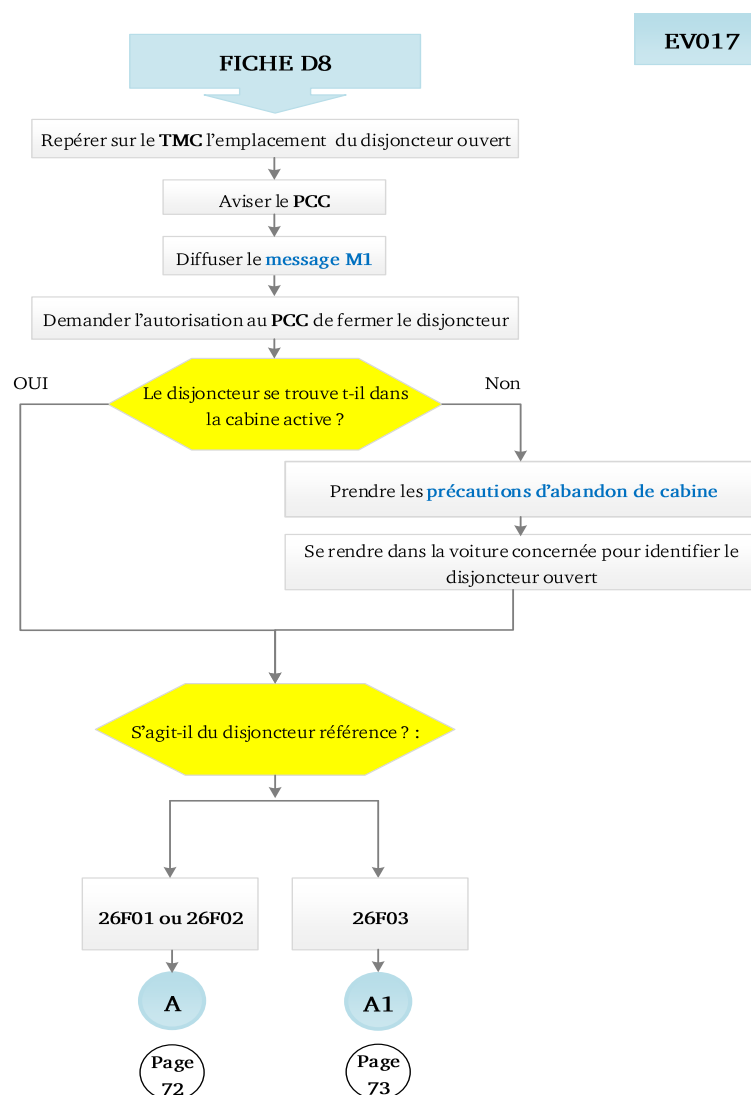 FICHE D8
EV017
Repérer sur le TMC l’emplacement du disjoncteur ouvert
Aviser le PCC
Diffuser le message M1
Demander l’autorisation au PCC de fermer le disjoncteur
OUI
Non
Le disjoncteur se trouve t-il dans
la cabine active ?
Prendre les précautions d’abandon de cabine
Se rendre dans la voiture concernée pour identifier le
disjoncteur ouvert
S’agit-il du disjoncteur référence ? :
26F01 ou 26F02
26F03
A
A1
Page
72
Page
73